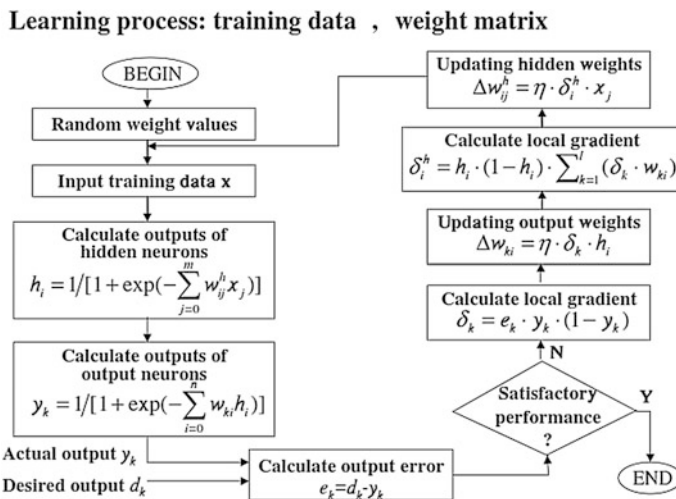 Learning process: training data , weight matrix
BEGIN
Random weight values
Input training data x
Calculate outputs of
hidden neurons
h_i = 1/[1+exp(-∑_{j=0}^{m} w_{ij}^h x_j)]
Calculate outputs of
output neurons
y_k = 1/[1+exp(-∑_{i=0}^{n} w_{ki} h_i)]
Actual output y_k
Desired output d_k
Calculate output error
e_k=d_k-y_k
Satisfactory
performance
?
Y
END
N
Calculate local gradient
δ_k = e_k · y_k · (1- y_k)
Updating output weights
Δw_{ki} = η · δ_k · h_i
Calculate local gradient
δ_i^h = h_i · (1- h_i) · ∑_{k=1}^{l} (δ_k · w_{ki})
Updating hidden weights
Δw_{ij}^h = η · δ_i^h · x_j